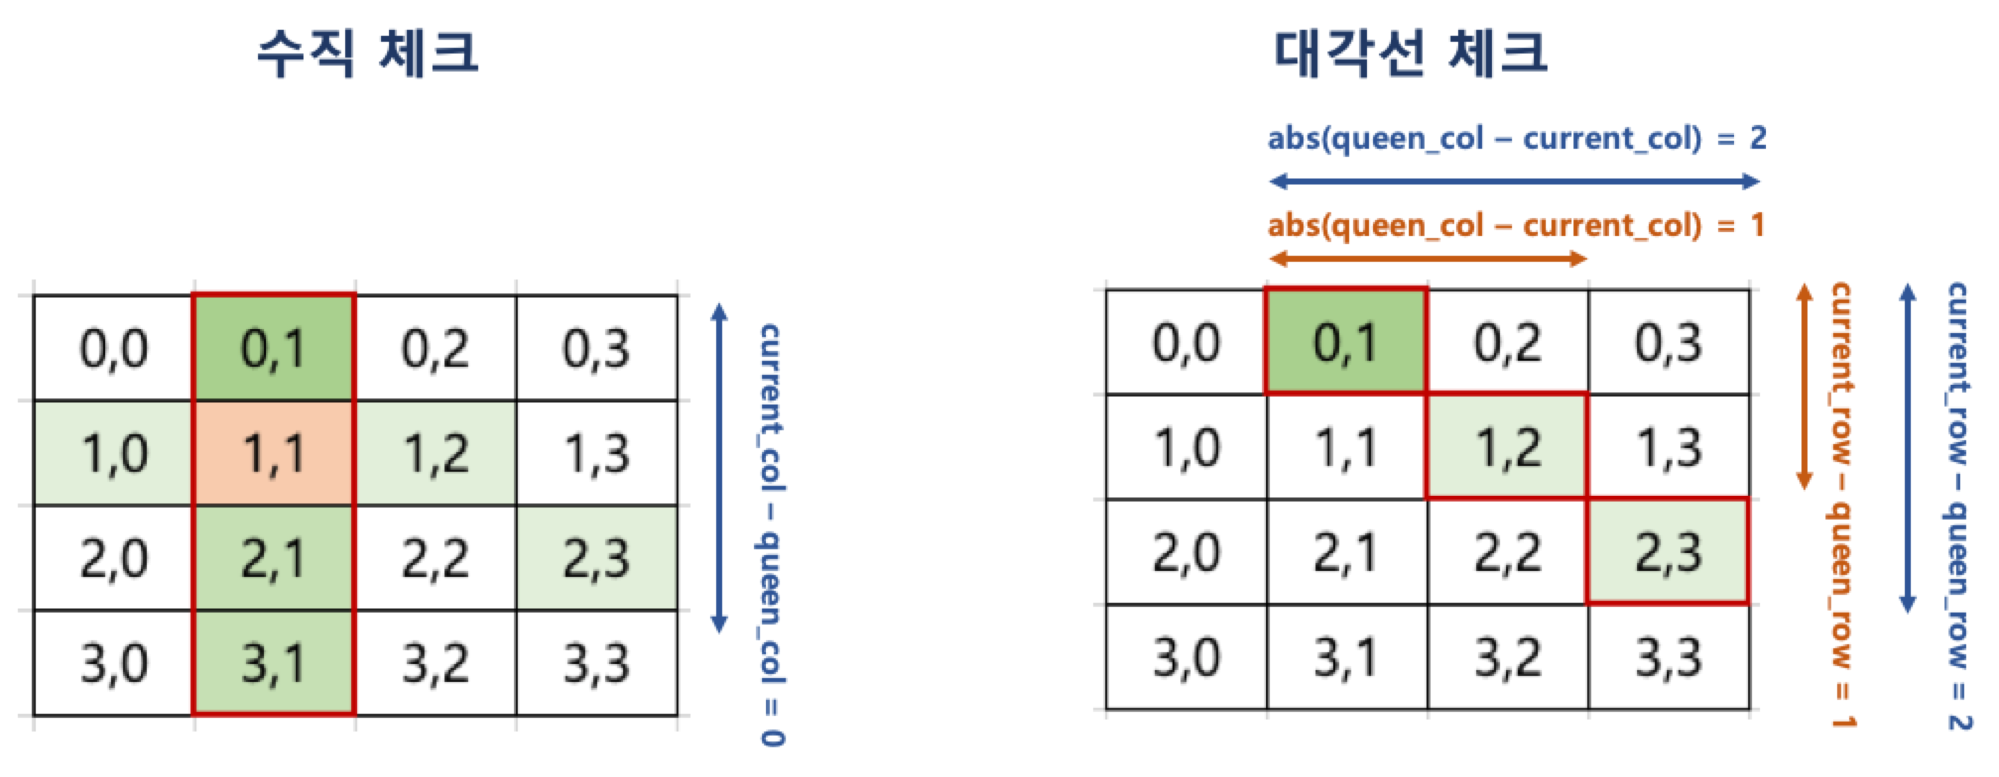 수직 체크
0,0 0,1 0,2 0,3
1,0 1,1 1,2 1,3
2,0 2,1 2,2 2,3
3,0 3,1 3,2 3,3
current_col – queen_col = 0
대각선 체크
abs(queen_col – current_col) = 2
abs(queen_col – current_col) = 1
0,0 0,1 0,2 0,3
1,0 1,1 1,2 1,3
2,0 2,1 2,2 2,3
3,0 3,1 3,2 3,3
current_row – queen_row = 1
current_row – queen_row = 2